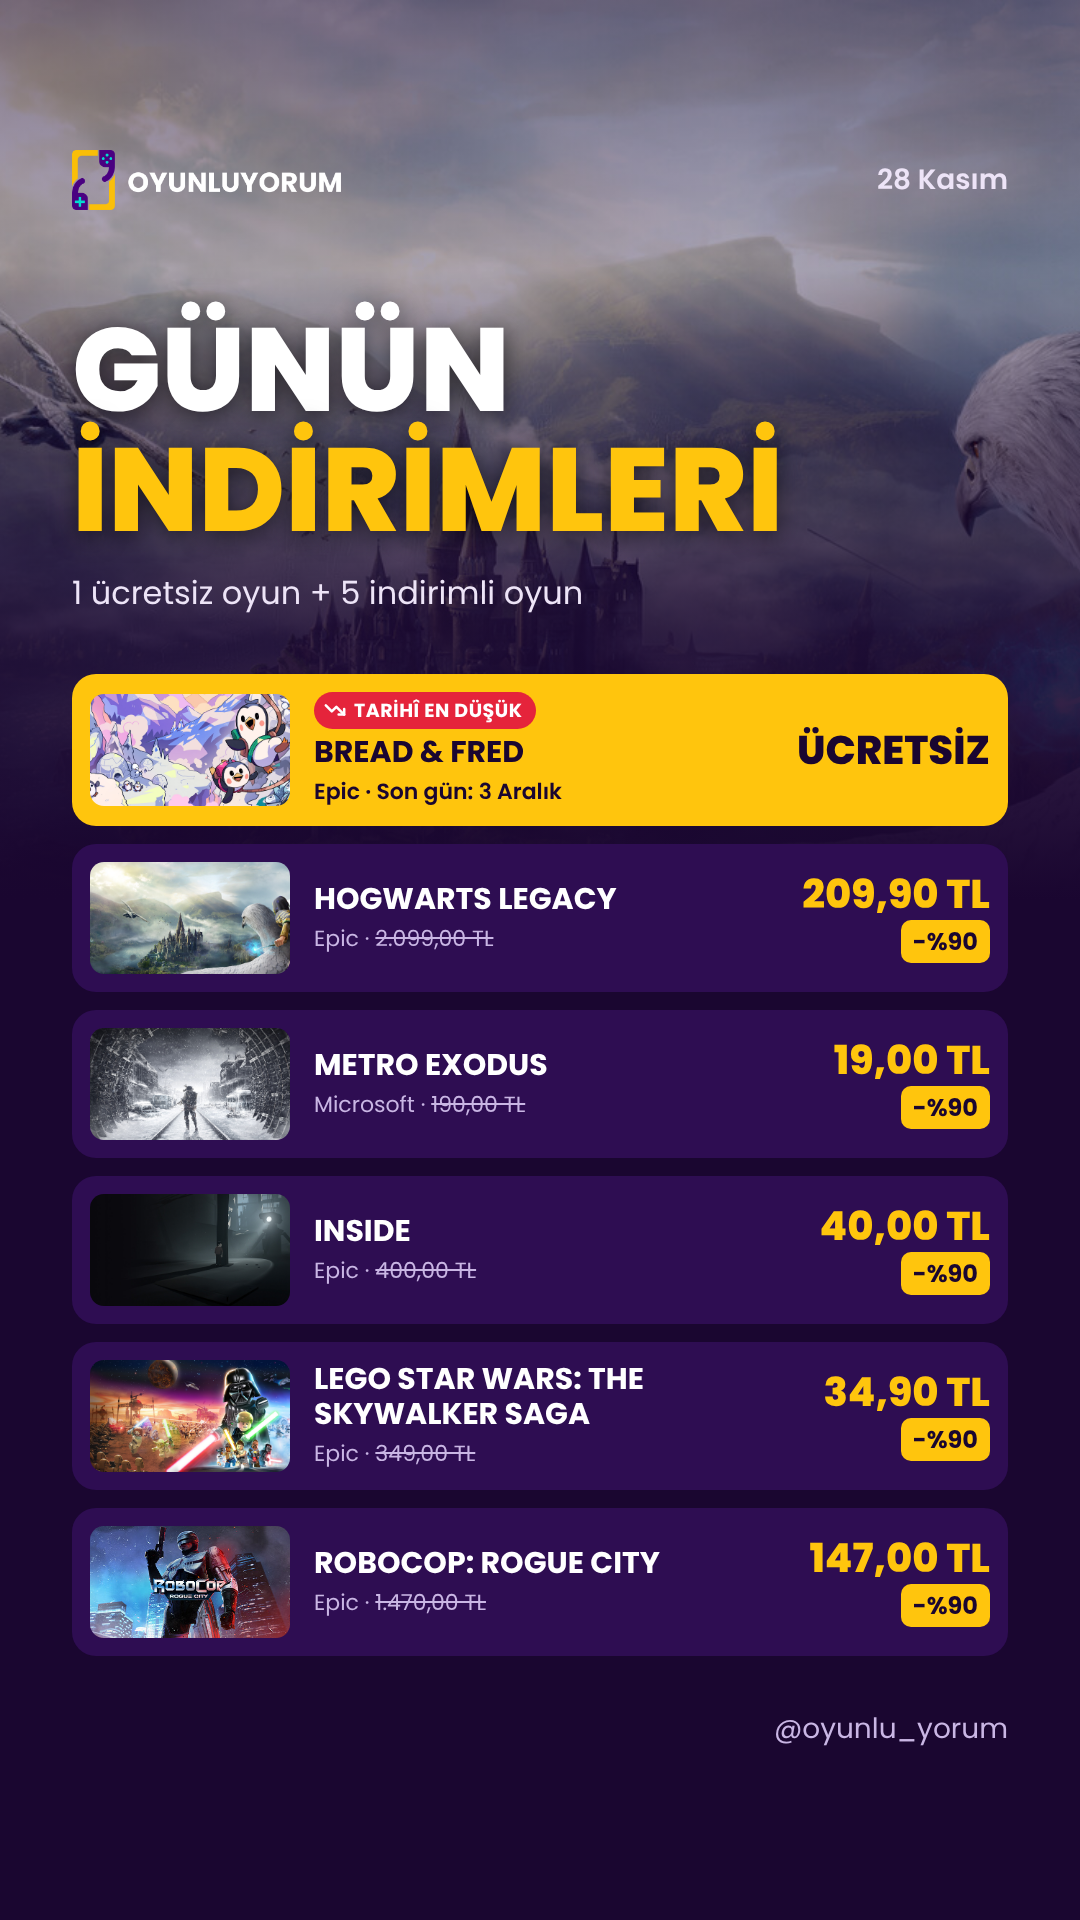 OYUNLUYORUM
28 Kasım
GÜNÜN
İNDİRİMLERİ
1 ücretsiz oyun + 5 indirimli oyun
TARİHÎ EN DÜŞÜK
BREAD & FRED
Epic · Son gün: 3 Aralık
ÜCRETSİZ
HOGWARTS LEGACY
Epic · 2.099,00 TL
209,90 TL
-%90
METRO EXODUS
Microsoft · 190,00 TL
19,00 TL
-%90
INSIDE
Epic · 400,00 TL
40,00 TL
-%90
LEGO STAR WARS: THE
SKYWALKER SAGA
Epic · 349,00 TL
34,90 TL
-%90
ROBOCOP
ROGUE CITY
ROBOCOP: ROGUE CITY
Epic · 1.470,00 TL
147,00 TL
-%90
@oyunlu_yorum